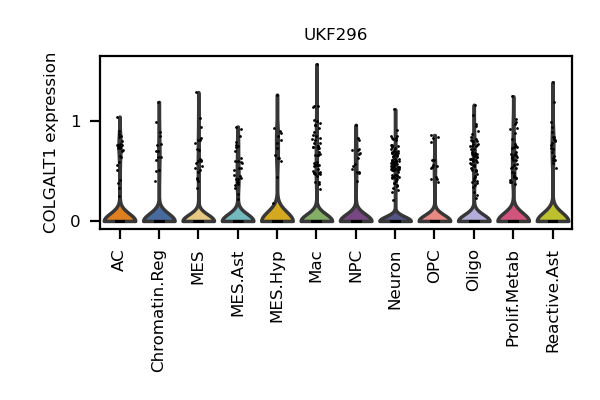 UKF296
COLGALT1 expression
1
0
AC
Chromatin.Reg
MES
MES.Ast
MES.Hyp
Mac
NPC
Neuron
OPC
Oligo
Prolif.Metab
Reactive.Ast